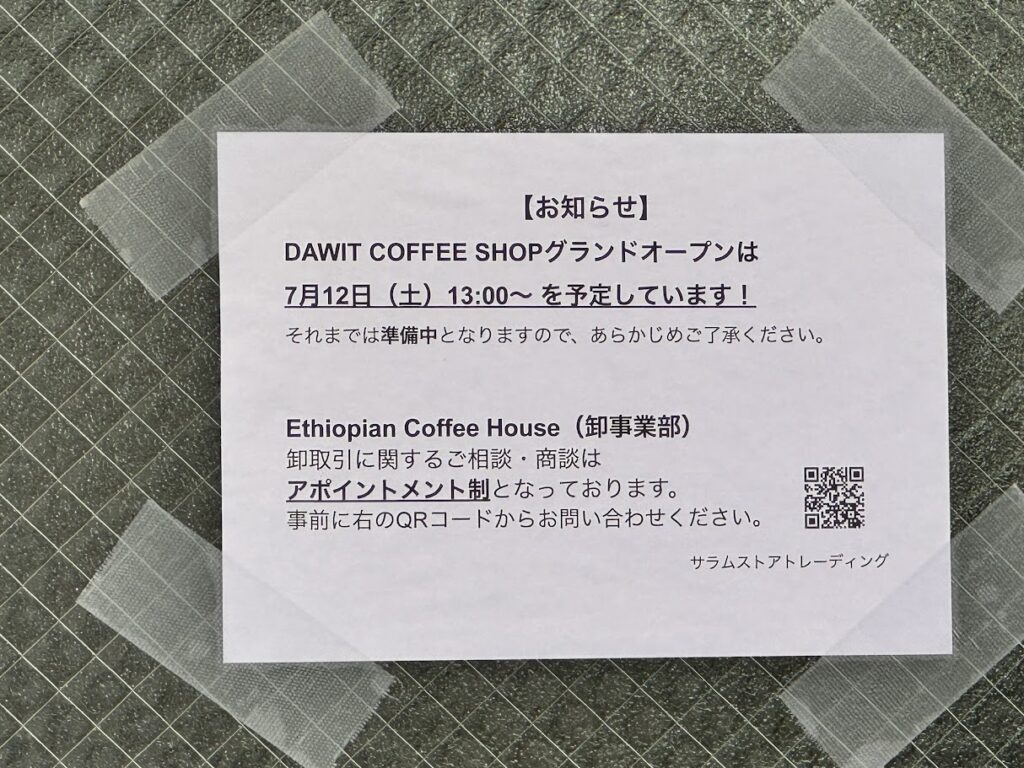 【お知らせ】
DAWIT COFFEE SHOPグランドオープンは
7月12日（土）13:00〜 を予定しています！
それまでは準備中となりますので、あらかじめご了承ください。
Ethiopian Coffee House（卸事業部）
卸取引に関するご相談・商談は
アポイントメント制となっております。
事前に右のQRコードからお問い合わせください。
サラムストアトレーディング